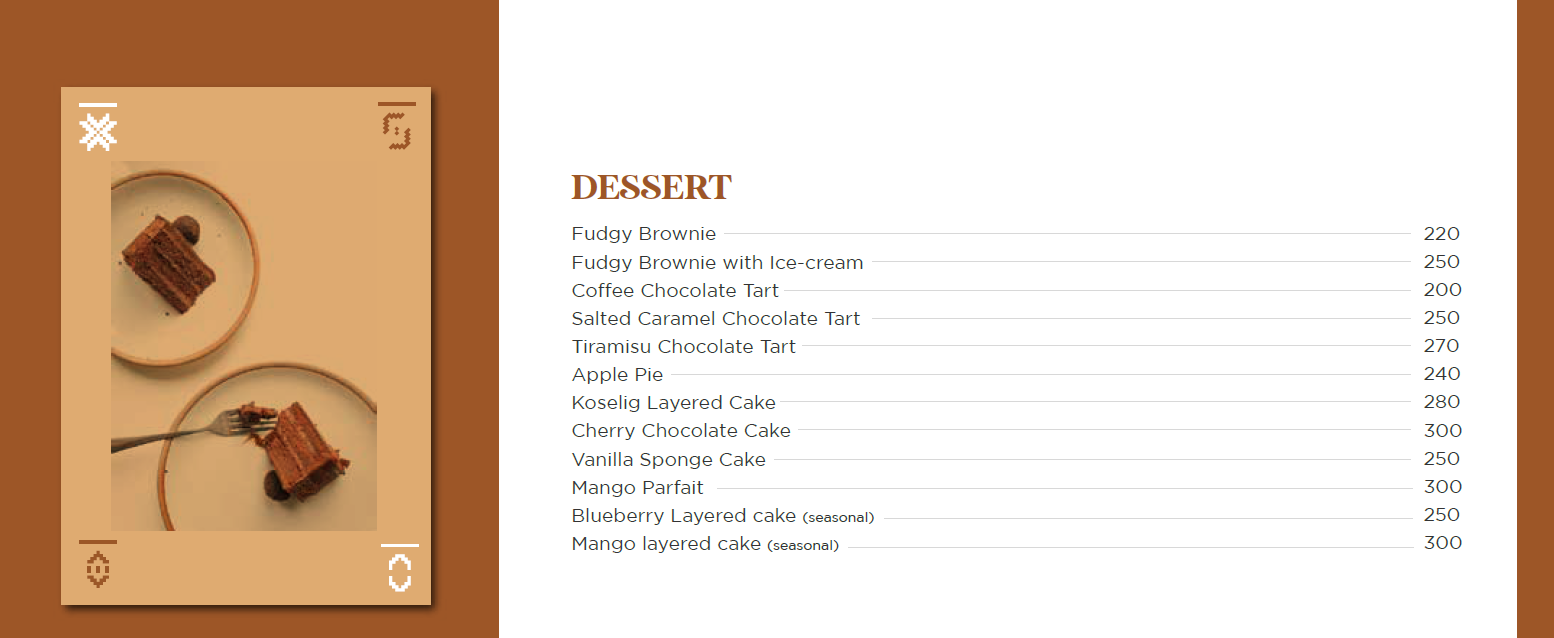 DESSERT
Fudgy Brownie 220
Fudgy Brownie with Ice-cream 250
Coffee Chocolate Tart 200
Salted Caramel Chocolate Tart 250
Tiramisu Chocolate Tart 270
Apple Pie 240
Koselig Layered Cake 280
Cherry Chocolate Cake 300
Vanilla Sponge Cake 250
Mango Parfait 300
Blueberry Layered cake (seasonal) 250
Mango layered cake (seasonal) 300